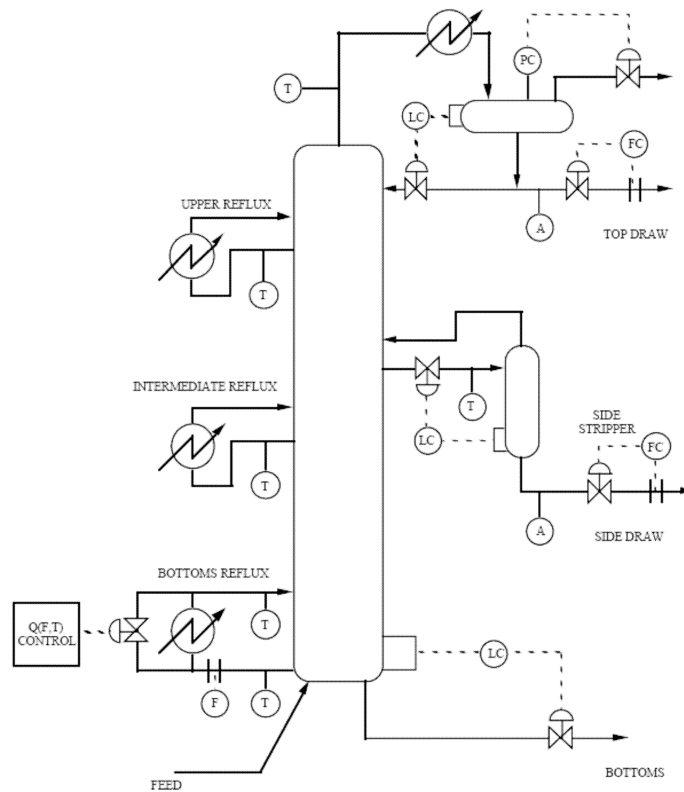 PC
T
LC
FC
A
TOP DRAW
UPPER REFLUX
T
INTERMEDIATE REFLUX
T
T
LC
SIDE
STRIPPER
FC
A
SIDE DRAW
BOTTOMS REFLUX
Q(F,T)
CONTROL
T
LC
F
T
FEED
BOTTOMS